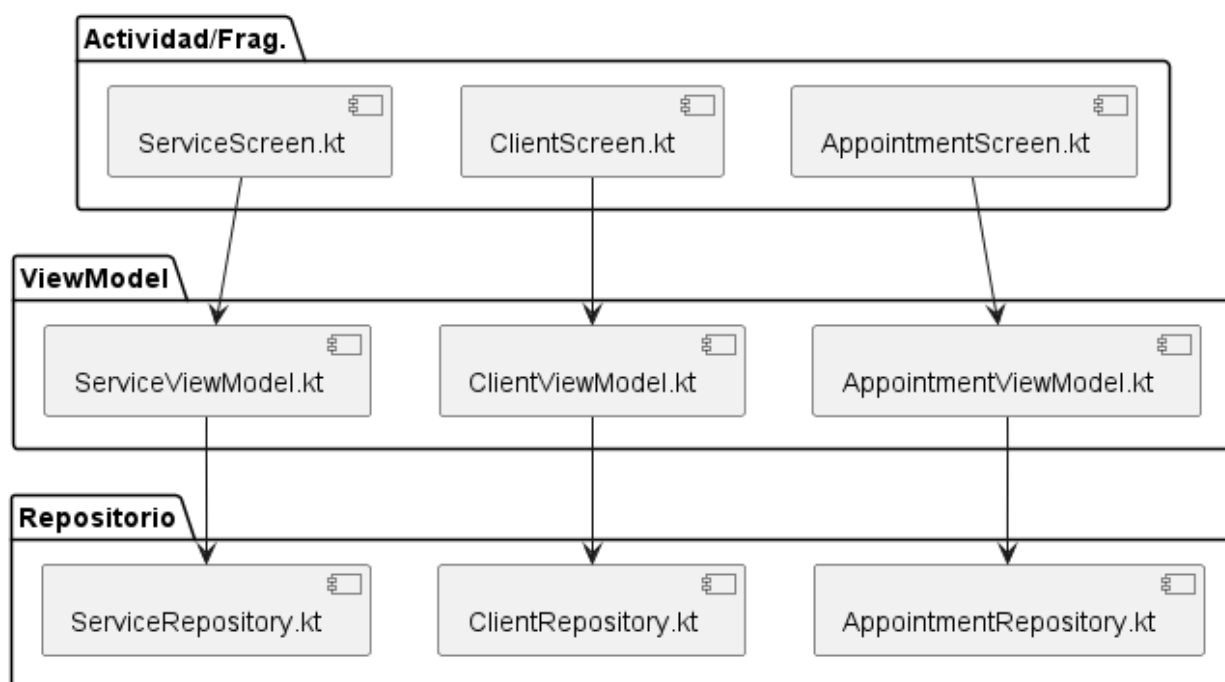 Actividad/Frag.
ServiceScreen.kt
ClientScreen.kt
AppointmentScreen.kt
ViewModel
ServiceViewModel.kt
ClientViewModel.kt
AppointmentViewModel.kt
Repositorio
ServiceRepository.kt
ClientRepository.kt
AppointmentRepository.kt